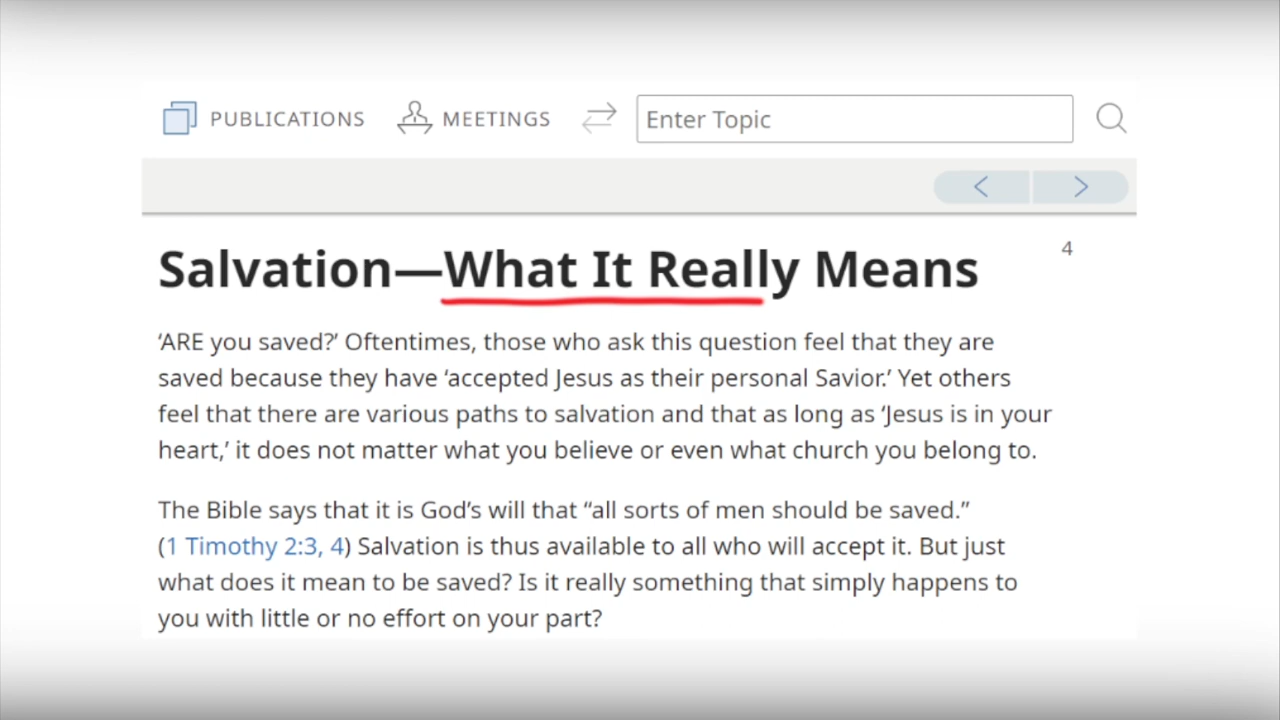 PUBLICATIONS MEETINGS Enter Topic
Salvation—What It Really Means
4
‘ARE you saved?’ Oftentimes, those who ask this question feel that they are
saved because they have ‘accepted Jesus as their personal Savior.’ Yet others
feel that there are various paths to salvation and that as long as ‘Jesus is in your
heart,’ it does not matter what you believe or even what church you belong to.
The Bible says that it is God’s will that “all sorts of men should be saved.”
(1 Timothy 2:3, 4) Salvation is thus available to all who will accept it. But just
what does it mean to be saved? Is it really something that simply happens to
you with little or no effort on your part?